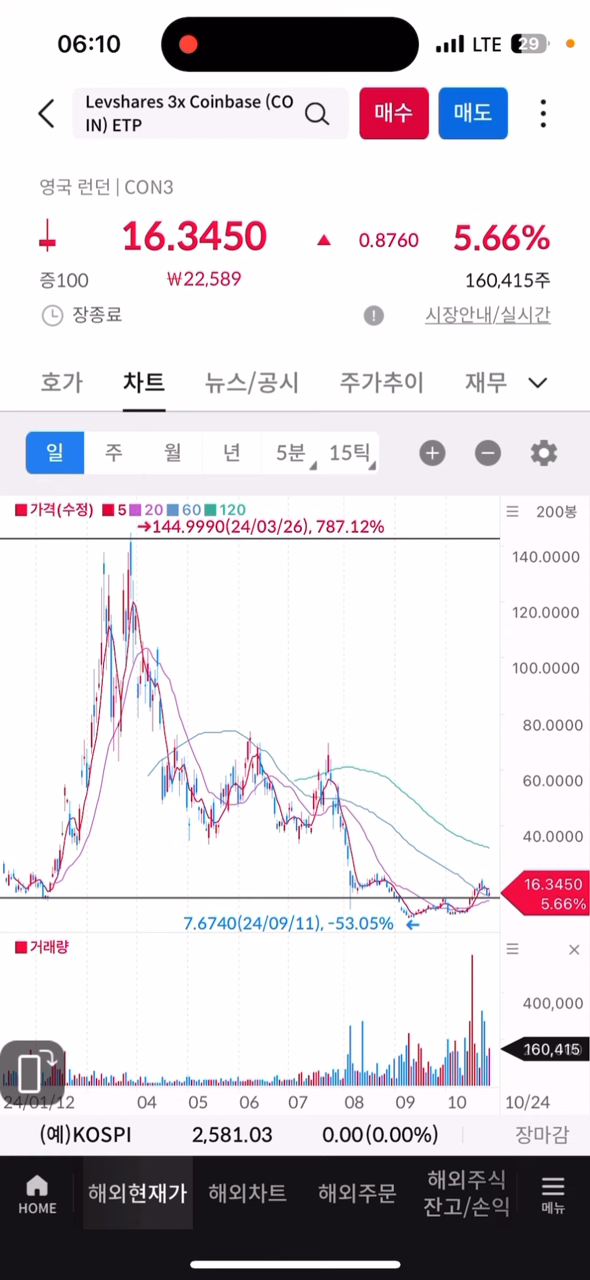 06:10
LTE 29
Levshares 3x Coinbase (CO
IN) ETP
매수
매도
영국 런던 | CON3
16.3450 ▲ 0.8760 5.66%
증100 ₩22,589 160,415주
장종료 시장안내/실시간
호가 차트 뉴스/공시 주가추이 재무
일 주 월 년 5분 15틱
가격(수정) 5 20 60 120 200봉
→144.9990(24/03/26), 787.12%
140.0000
120.0000
100.0000
80.0000
60.0000
40.0000
16.3450
5.66%
7.6740(24/09/11), -53.05% ←
거래량
400,000
160,415
24/01/12 04 05 06 07 08 09 10 10/24
(예)KOSPI 2,581.03 0.00(0.00%) 장마감
HOME
해외현재가
해외차트
해외주문
해외주식
잔고/손익
메뉴